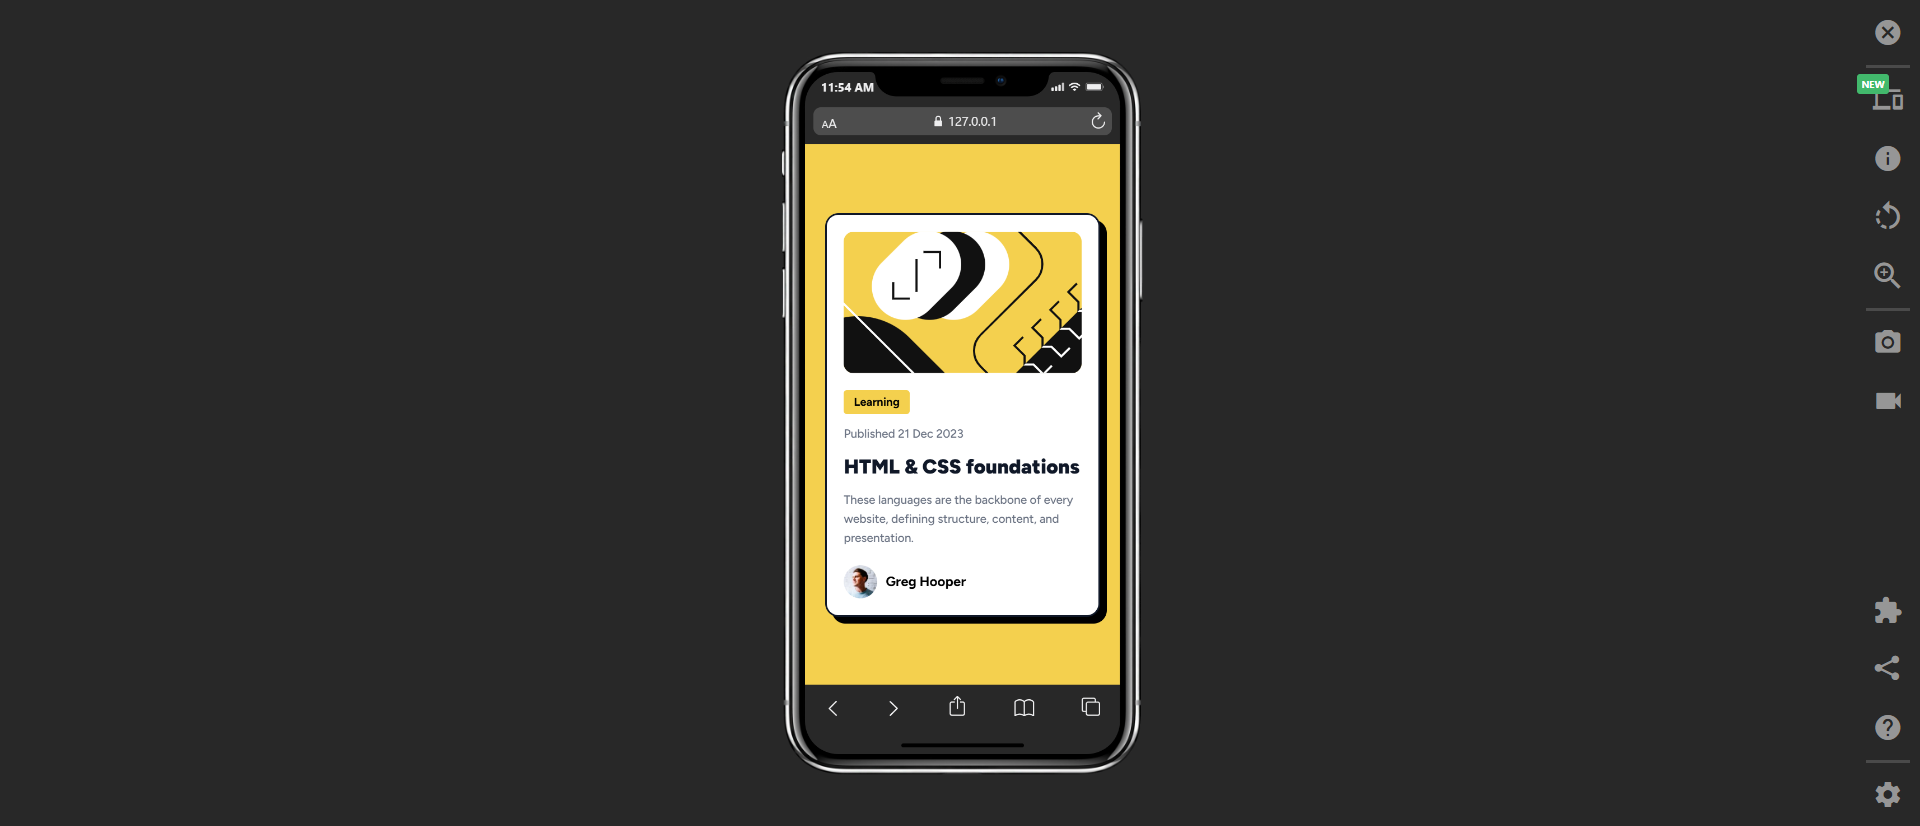 11:54 AM
AA
127.0.0.1
NEW
Learning
Published 21 Dec 2023
HTML & CSS foundations
These languages are the backbone of every
website, defining structure, content, and
presentation.
Greg Hooper